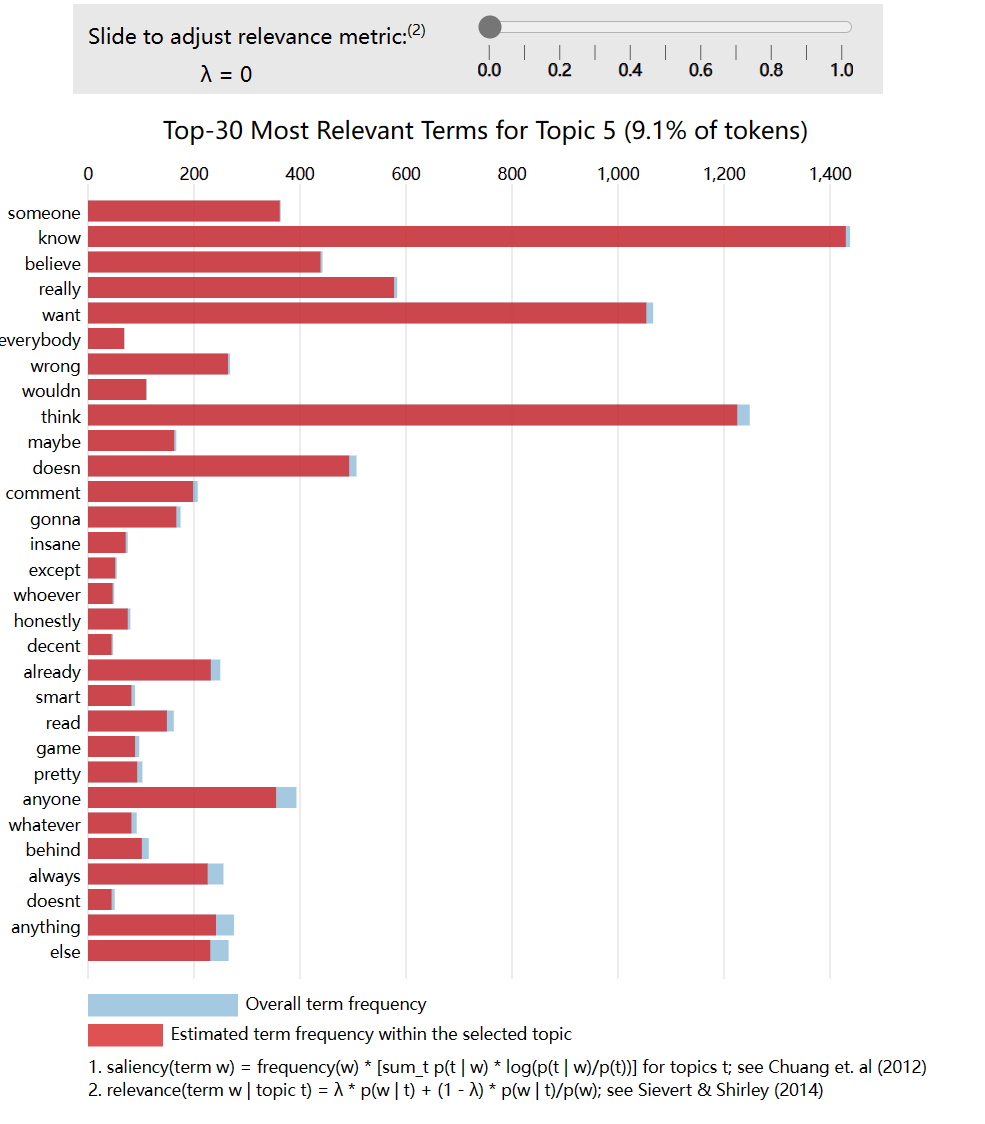 Slide to adjust relevance metric:(2)
λ = 0
0.0 0.2 0.4 0.6 0.8 1.0
Top-30 Most Relevant Terms for Topic 5 (9.1% of tokens)
0 200 400 600 800 1,000 1,200 1,400
someone
know
believe
really
want
everybody
wrong
wouldn
think
maybe
doesn
comment
gonna
insane
except
whoever
honestly
decent
already
smart
read
game
pretty
anyone
whatever
behind
always
doesnt
anything
else
Overall term frequency
Estimated term frequency within the selected topic
1. saliency(term w) = frequency(w) * [sum_t p(t | w) * log(p(t | w)/p(t))] for topics t; see Chuang et. al (2012)
2. relevance(term w | topic t) = λ * p(w | t) + (1 - λ) * p(w | t)/p(w); see Sievert & Shirley (2014)